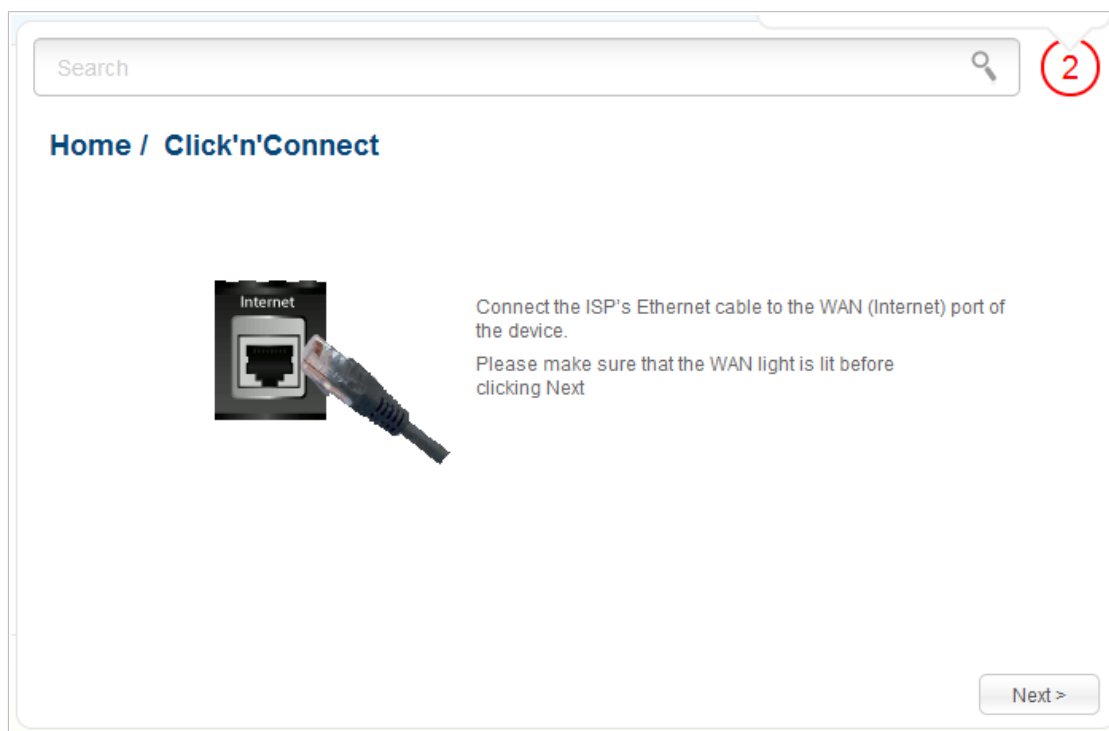 Search
2
Home /  Click'n'Connect
Internet
Connect the ISP's Ethernet cable to the WAN (Internet) port of
the device.
Please make sure that the WAN light is lit before
clicking Next
Next >